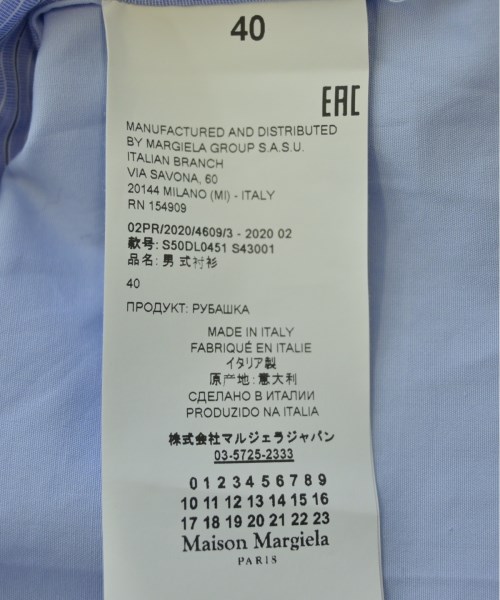 40
EAC
MANUFACTURED AND DISTRIBUTED
BY MARGIELA GROUP S.A.S.U.
ITALIAN BRANCH
VIA SAVONA, 60
20144 MILANO (MI) - ITALY
RN 154909
02PR/2020/4609/3 - 2020 02
款号: S50DL0451 S43001
品名: 男 式衬衫
40
ПРОДУКТ: РУБАШКА
MADE IN ITALY
FABRIQUÉ EN ITALIE
イタリア製
原产地: 意大利
СДЕЛАНО В ИТАЛИИ
PRODUZIDO NA ITALIA
株式会社マルジェラジャパン
03-5725-2333
0 1 2 3 4 5 6 7 8 9
10 11 12 13 14 15 16
17 18 19 20 21 22 23
Maison Margiela
PARIS